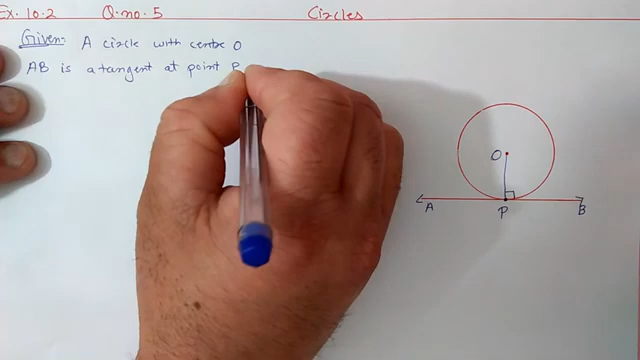 Ex. 10.2 Q. no. 5 Circles
Given:- A circle with centre O
AB is a tangent at point P
O
A P B